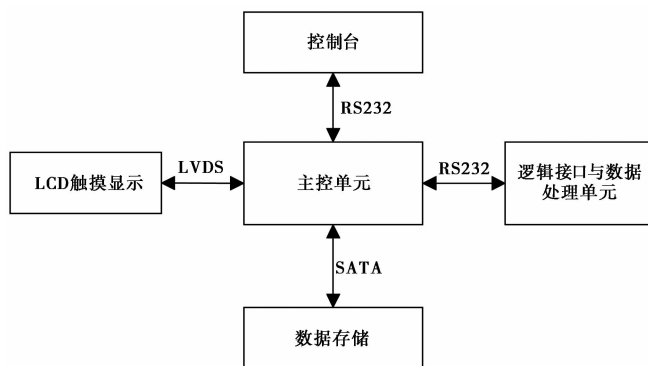 控制台
RS232
LCD触摸显示
LVDS
主控单元
RS232
逻辑接口与数据
处理单元
SATA
数据存储